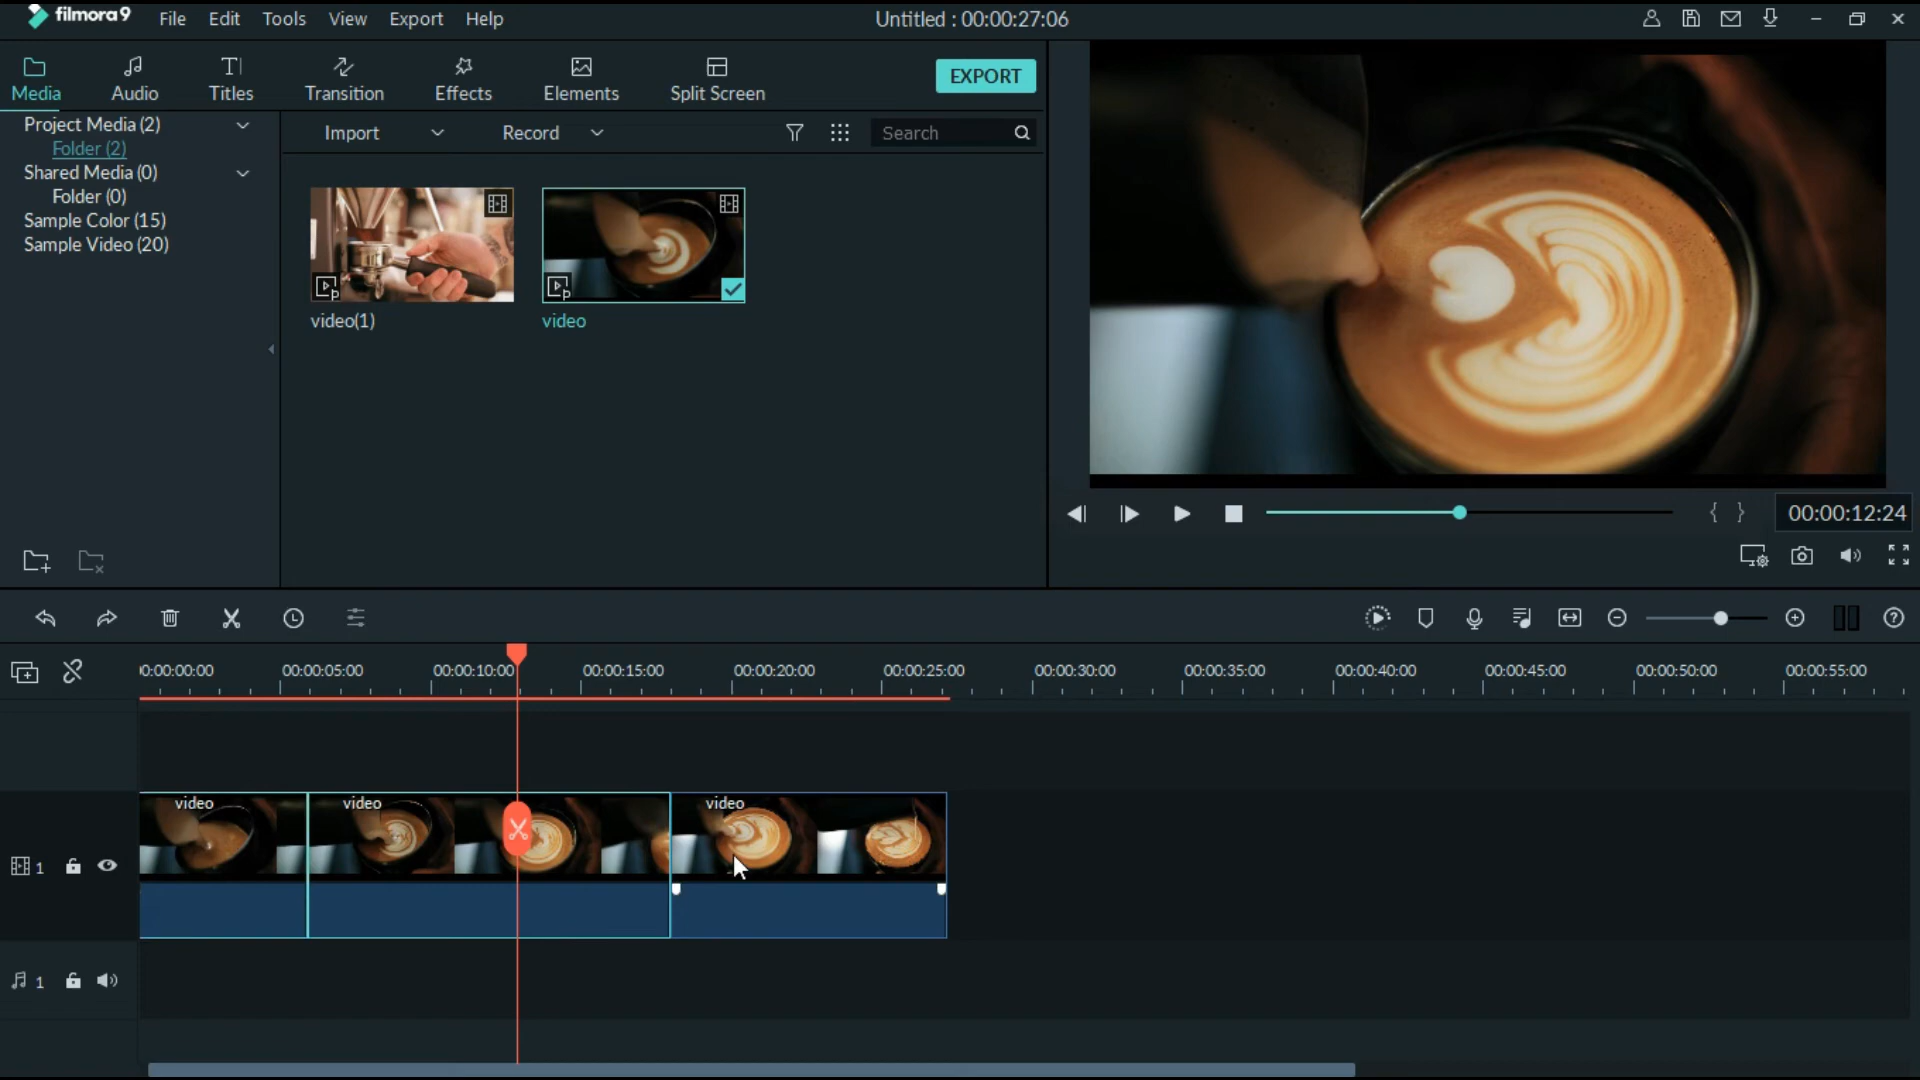 filmora9 File Edit Tools View Export Help Untitled : 00:00:27:06
Media Audio Titles Transition Effects Elements Split Screen EXPORT
Project Media (2)
Folder (2)
Shared Media (0)
Folder (0)
Sample Color (15)
Sample Video (20)
Import Record Search
video(1) video
00:00:12:24
00:00:00:00 00:00:05:00 00:00:10:00 00:00:15:00 00:00:20:00 00:00:25:00 00:00:30:00 00:00:35:00 00:00:40:00 00:00:45:00 00:00:50:00 00:00:55:00
video video video
1
1